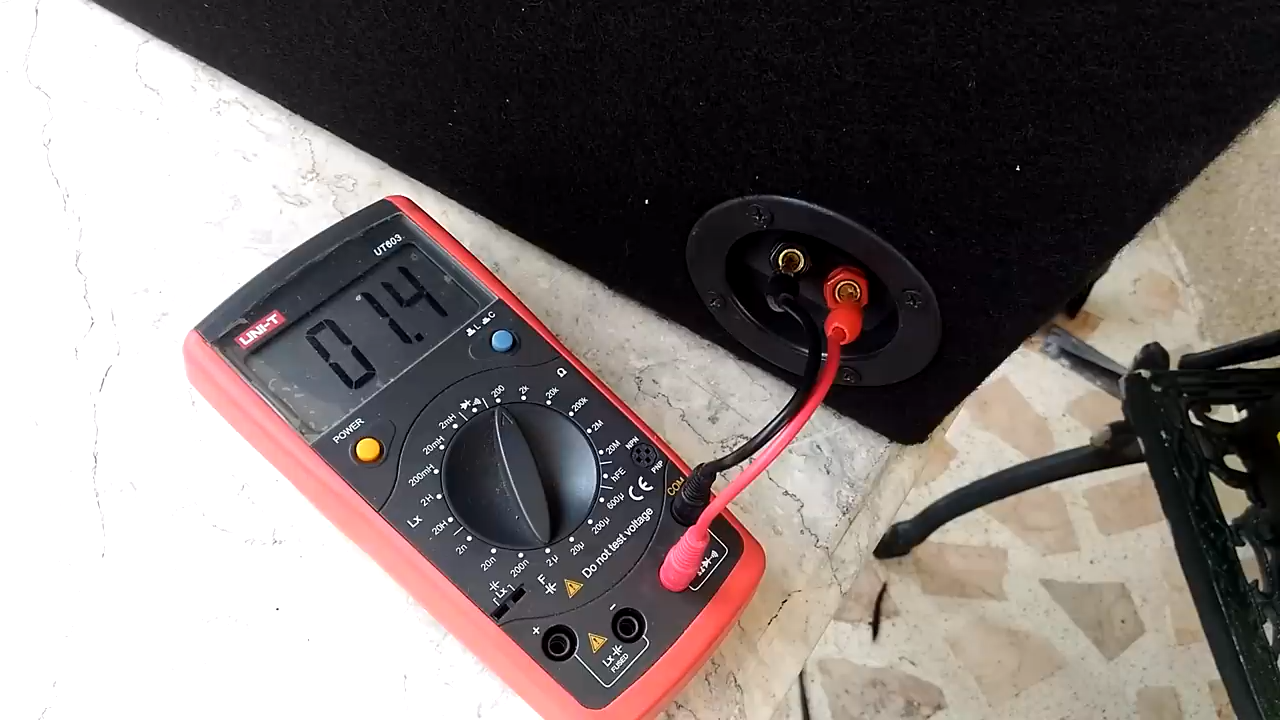 UNI-T
UT603
01.4
POWER
L C
Ω
200
2k
20k
200k
2M
20M
hFE
600µ
200µ
20µ
2µ
200n
20n
2n
20H
2H
200mH
20mH
2mH
Lx
F
NPN
PNP
COM
CE
Do not test voltage
Lx
+
-
Lx
FUSED